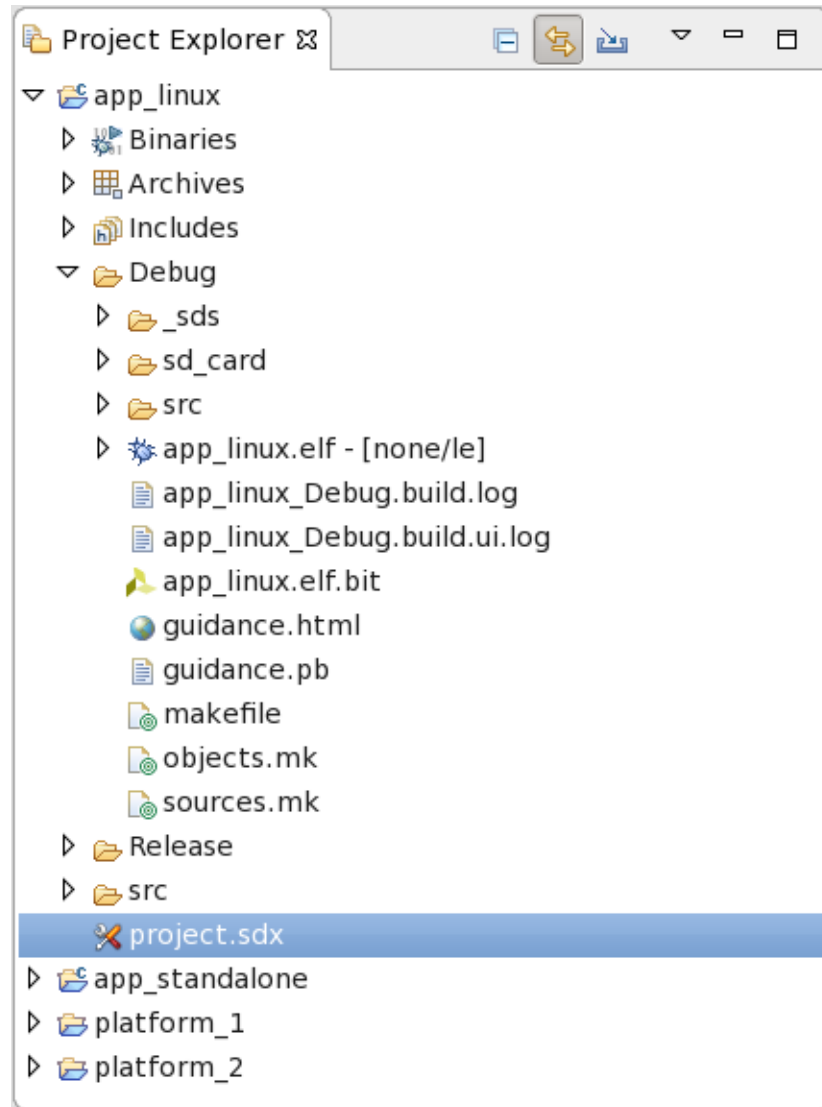 Project Explorer
app_linux
Binaries
Archives
Includes
Debug
_sds
sd_card
src
app_linux.elf - [none/le]
app_linux_Debug.build.log
app_linux_Debug.build.ui.log
app_linux.elf.bit
guidance.html
guidance.pb
makefile
objects.mk
sources.mk
Release
src
project.sdx
app_standalone
platform_1
platform_2